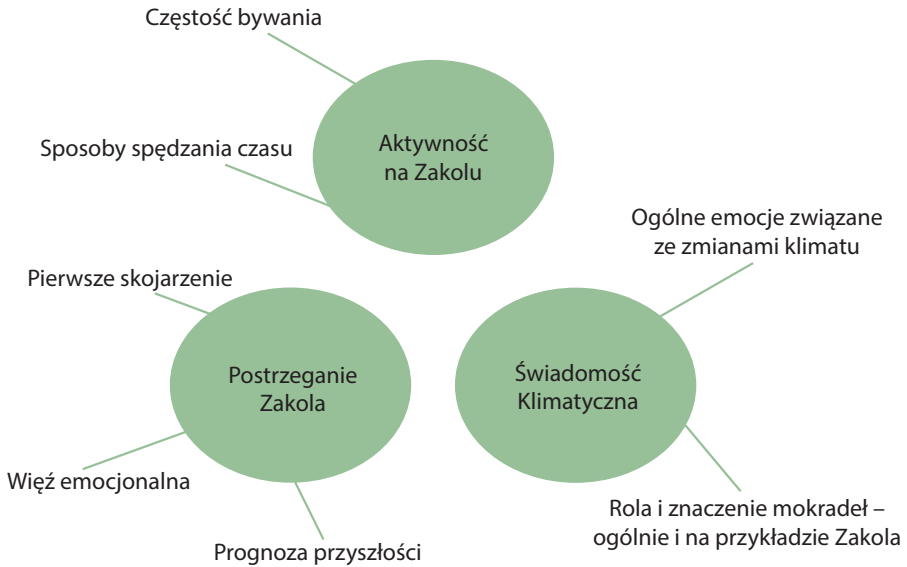 Częstość bywania
Sposoby spędzania czasu
Aktywność
na Zakolu
Pierwsze skojarzenie
Postrzeganie
Zakola
Więź emocjonalna
Prognoza przyszłości
Ogólne emocje związane
ze zmianami klimatu
Świadomość
Klimatyczna
Rola i znaczenie mokradeł –
ogólnie i na przykładzie Zakola